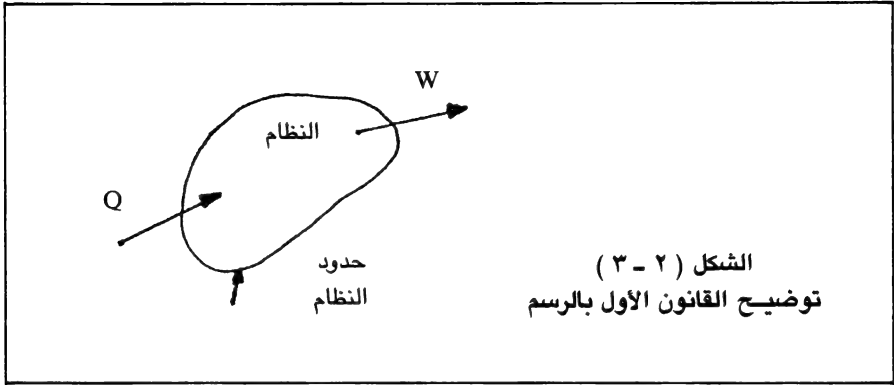 W
النظام
Q
حدود
النظام
الشكل ( ٢ - ٣ )
توضيح القانون الأول بالرسم